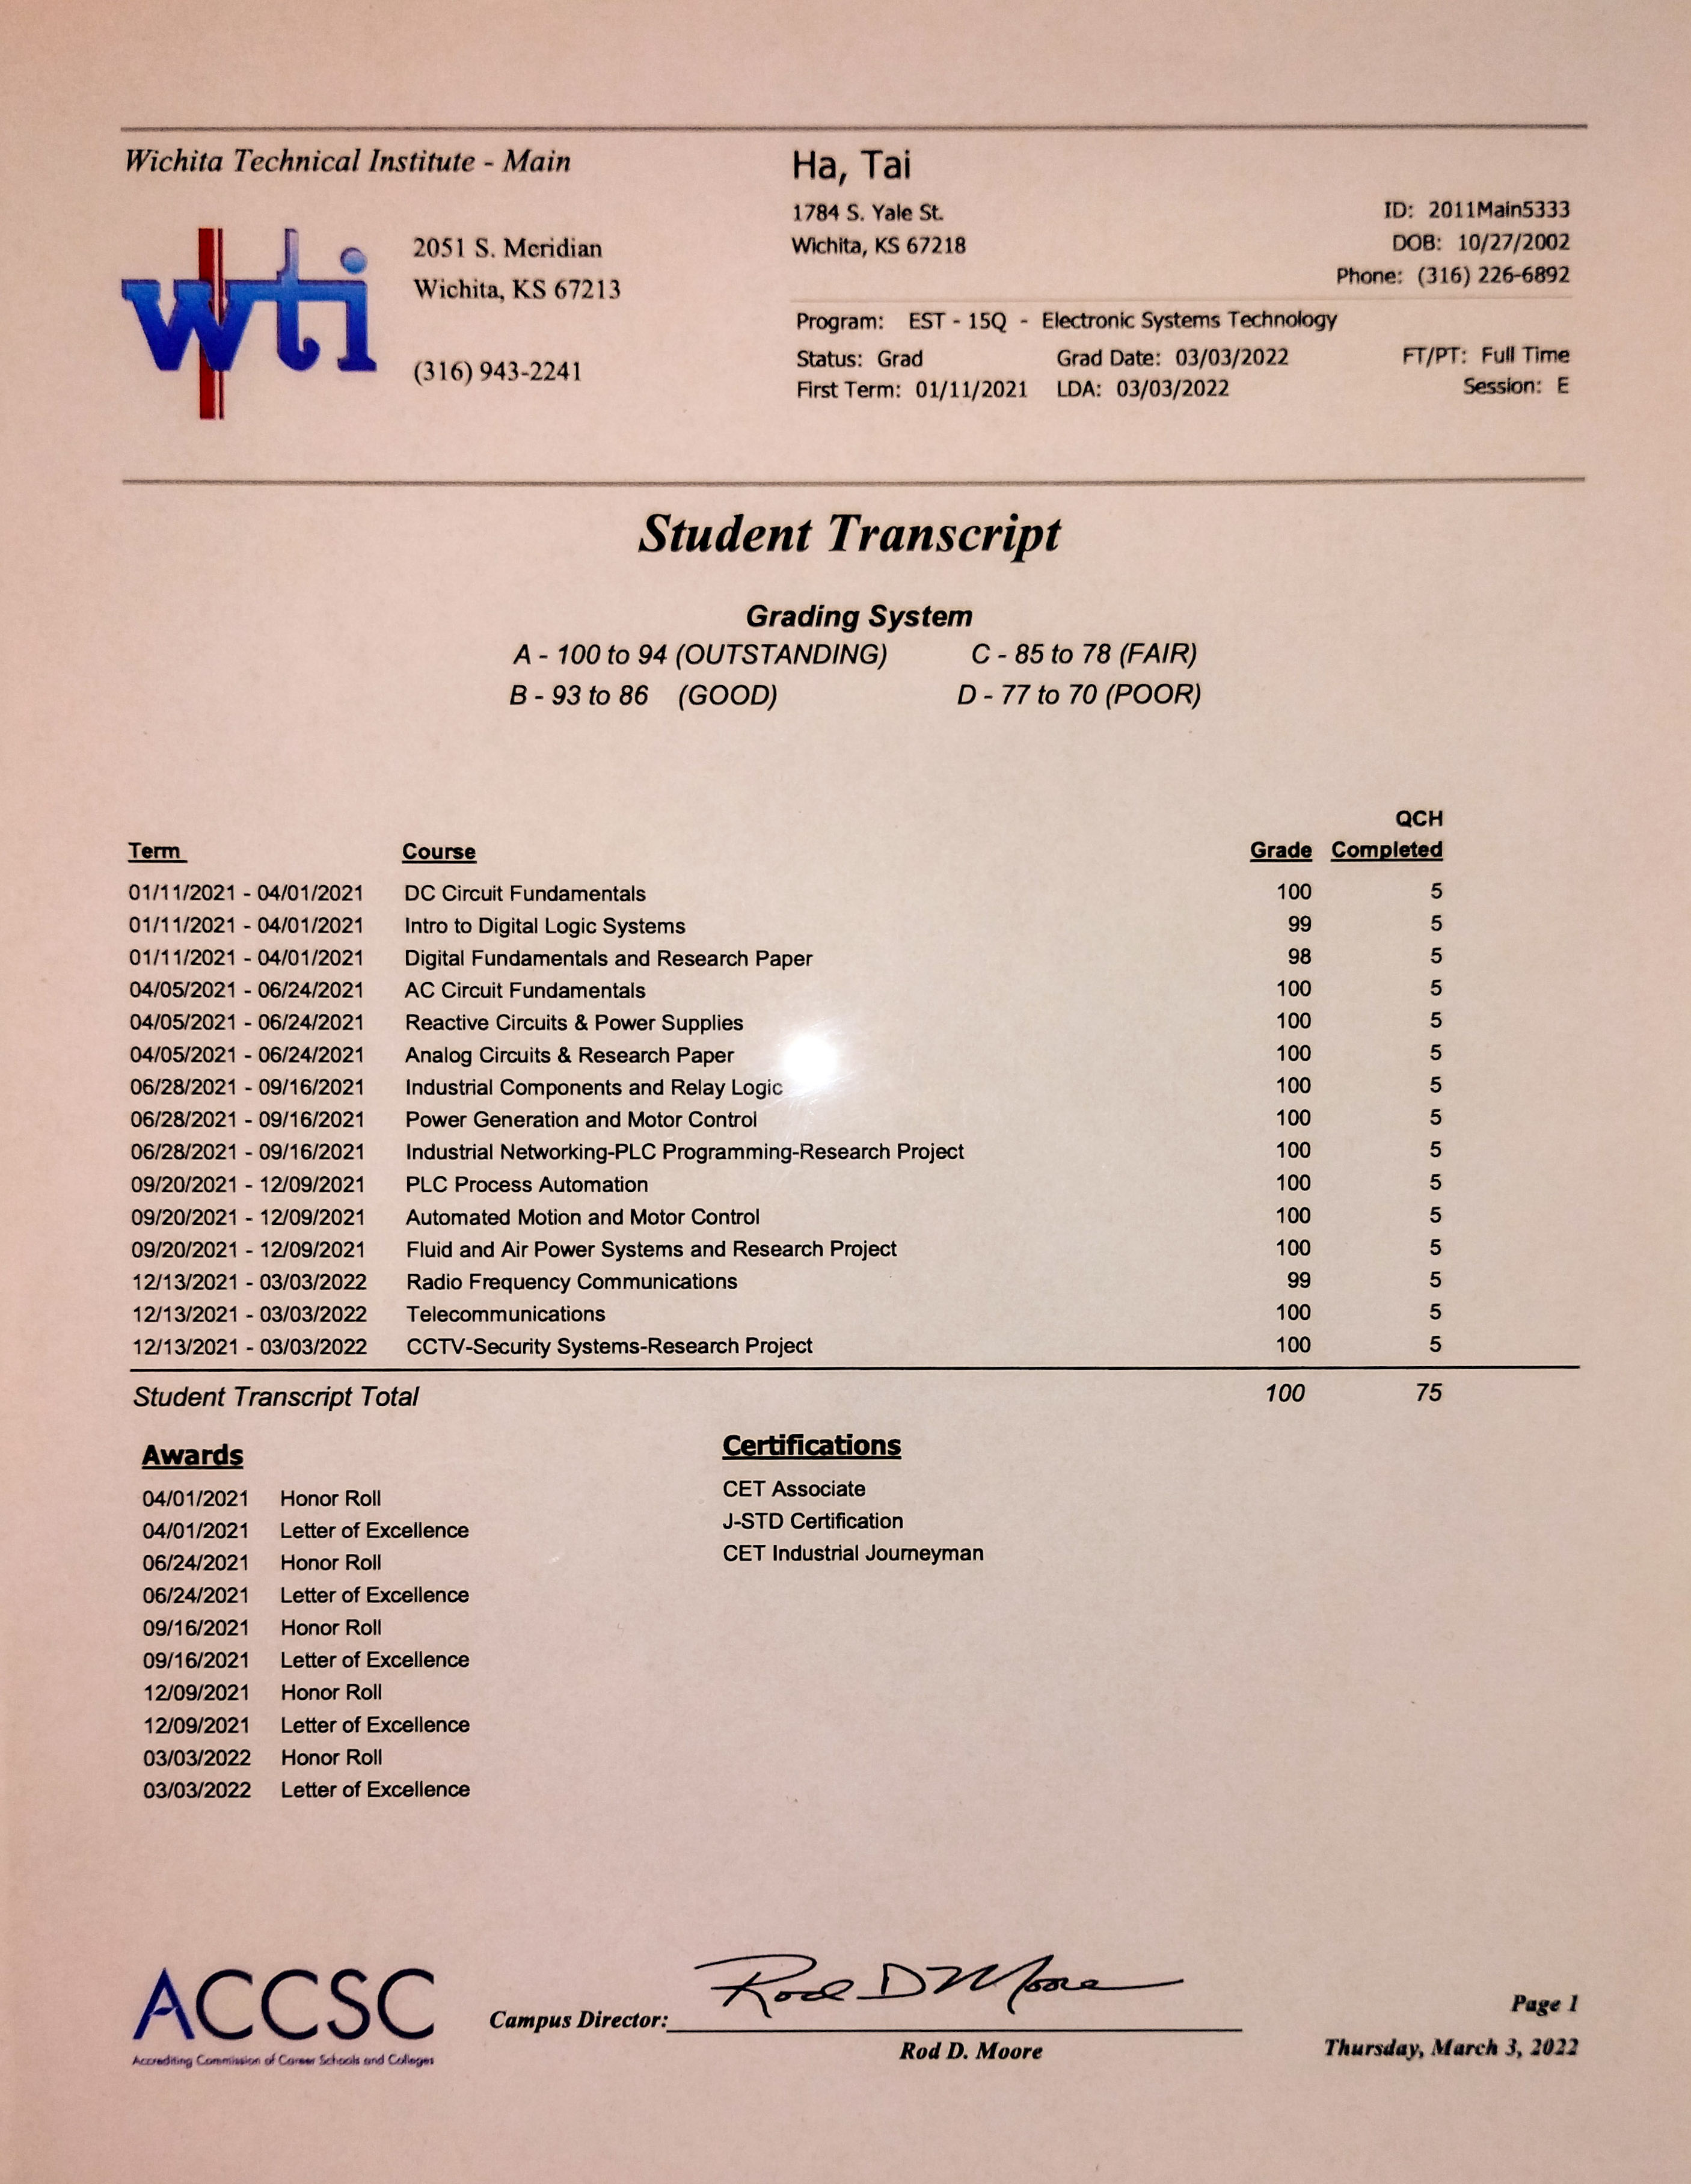 Wichita Technical Institute - Main
wti
2051 S. Meridian
Wichita, KS 67213
(316) 943-2241
Ha, Tai
1784 S. Yale St.
Wichita, KS 67218
ID: 2011Main5333
DOB: 10/27/2002
Phone: (316) 226-6892
Program: EST - 15Q - Electronic Systems Technology
Status: Grad Grad Date: 03/03/2022 FT/PT: Full Time
First Term: 01/11/2021 LDA: 03/03/2022 Session: E
Student Transcript
Grading System
A - 100 to 94 (OUTSTANDING) C - 85 to 78 (FAIR)
B - 93 to 86 (GOOD) D - 77 to 70 (POOR)
QCH
Term Course Grade Completed
01/11/2021 - 04/01/2021 DC Circuit Fundamentals 100 5
01/11/2021 - 04/01/2021 Intro to Digital Logic Systems 99 5
01/11/2021 - 04/01/2021 Digital Fundamentals and Research Paper 98 5
04/05/2021 - 06/24/2021 AC Circuit Fundamentals 100 5
04/05/2021 - 06/24/2021 Reactive Circuits & Power Supplies 100 5
04/05/2021 - 06/24/2021 Analog Circuits & Research Paper 100 5
06/28/2021 - 09/16/2021 Industrial Components and Relay Logic 100 5
06/28/2021 - 09/16/2021 Power Generation and Motor Control 100 5
06/28/2021 - 09/16/2021 Industrial Networking-PLC Programming-Research Project 100 5
09/20/2021 - 12/09/2021 PLC Process Automation 100 5
09/20/2021 - 12/09/2021 Automated Motion and Motor Control 100 5
09/20/2021 - 12/09/2021 Fluid and Air Power Systems and Research Project 100 5
12/13/2021 - 03/03/2022 Radio Frequency Communications 99 5
12/13/2021 - 03/03/2022 Telecommunications 100 5
12/13/2021 - 03/03/2022 CCTV-Security Systems-Research Project 100 5
Student Transcript Total 100 75
Awards
04/01/2021 Honor Roll
04/01/2021 Letter of Excellence
06/24/2021 Honor Roll
06/24/2021 Letter of Excellence
09/16/2021 Honor Roll
09/16/2021 Letter of Excellence
12/09/2021 Honor Roll
12/09/2021 Letter of Excellence
03/03/2022 Honor Roll
03/03/2022 Letter of Excellence
Certifications
CET Associate
J-STD Certification
CET Industrial Journeyman
ACCSC
Accrediting Commission of Career Schools and Colleges
Campus Director: Rod D Moore
Rod D. Moore
Page 1
Thursday, March 3, 2022